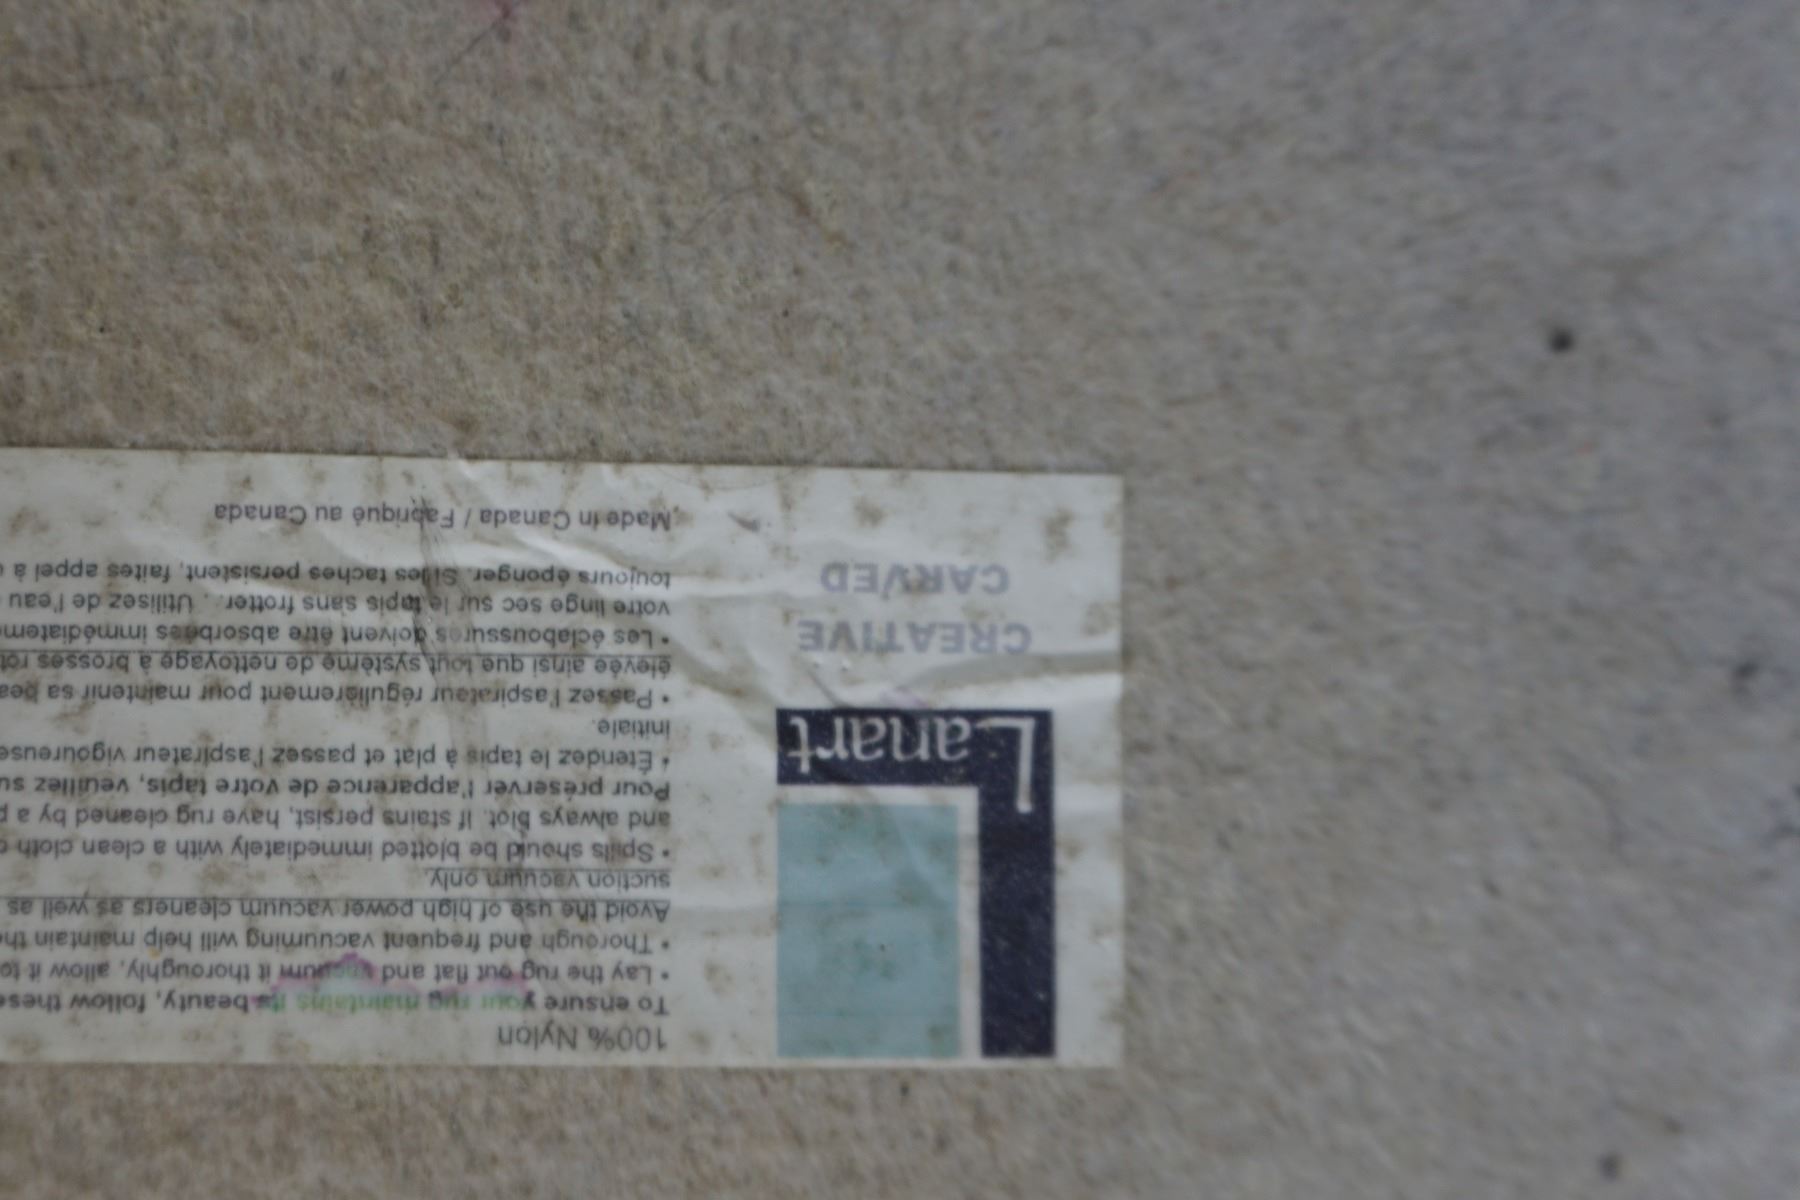 Lanart
CREATIVE
CARVED
100% Nylon
To ensure your rug maintains its beauty, follow these
• Lay the rug out flat and vacuum it thoroughly, allow it to
• Thorough and frequent vacuuming will help maintain the
Avoid the use of high power vacuum cleaners as well as
suction vacuum only.
• Spills should be blotted immediately with a clean cloth
and always blot. If stains persist, have rug cleaned by a
Pour préserver l'apparence de votre tapis, veuillez
• Étendez le tapis à plat et passez l'aspirateur
initiale.
• Passez l'aspirateur régulièrement pour maintenir sa
élevée ainsi que tout système de nettoyage à brosses
• Les éclaboussures doivent être absorbées
votre linge sec sur le tapis sans frotter. Utilisez de l'eau
toujours éponger. Si les taches persistent, faites appel à
Made in Canada / Fabriqué au Canada